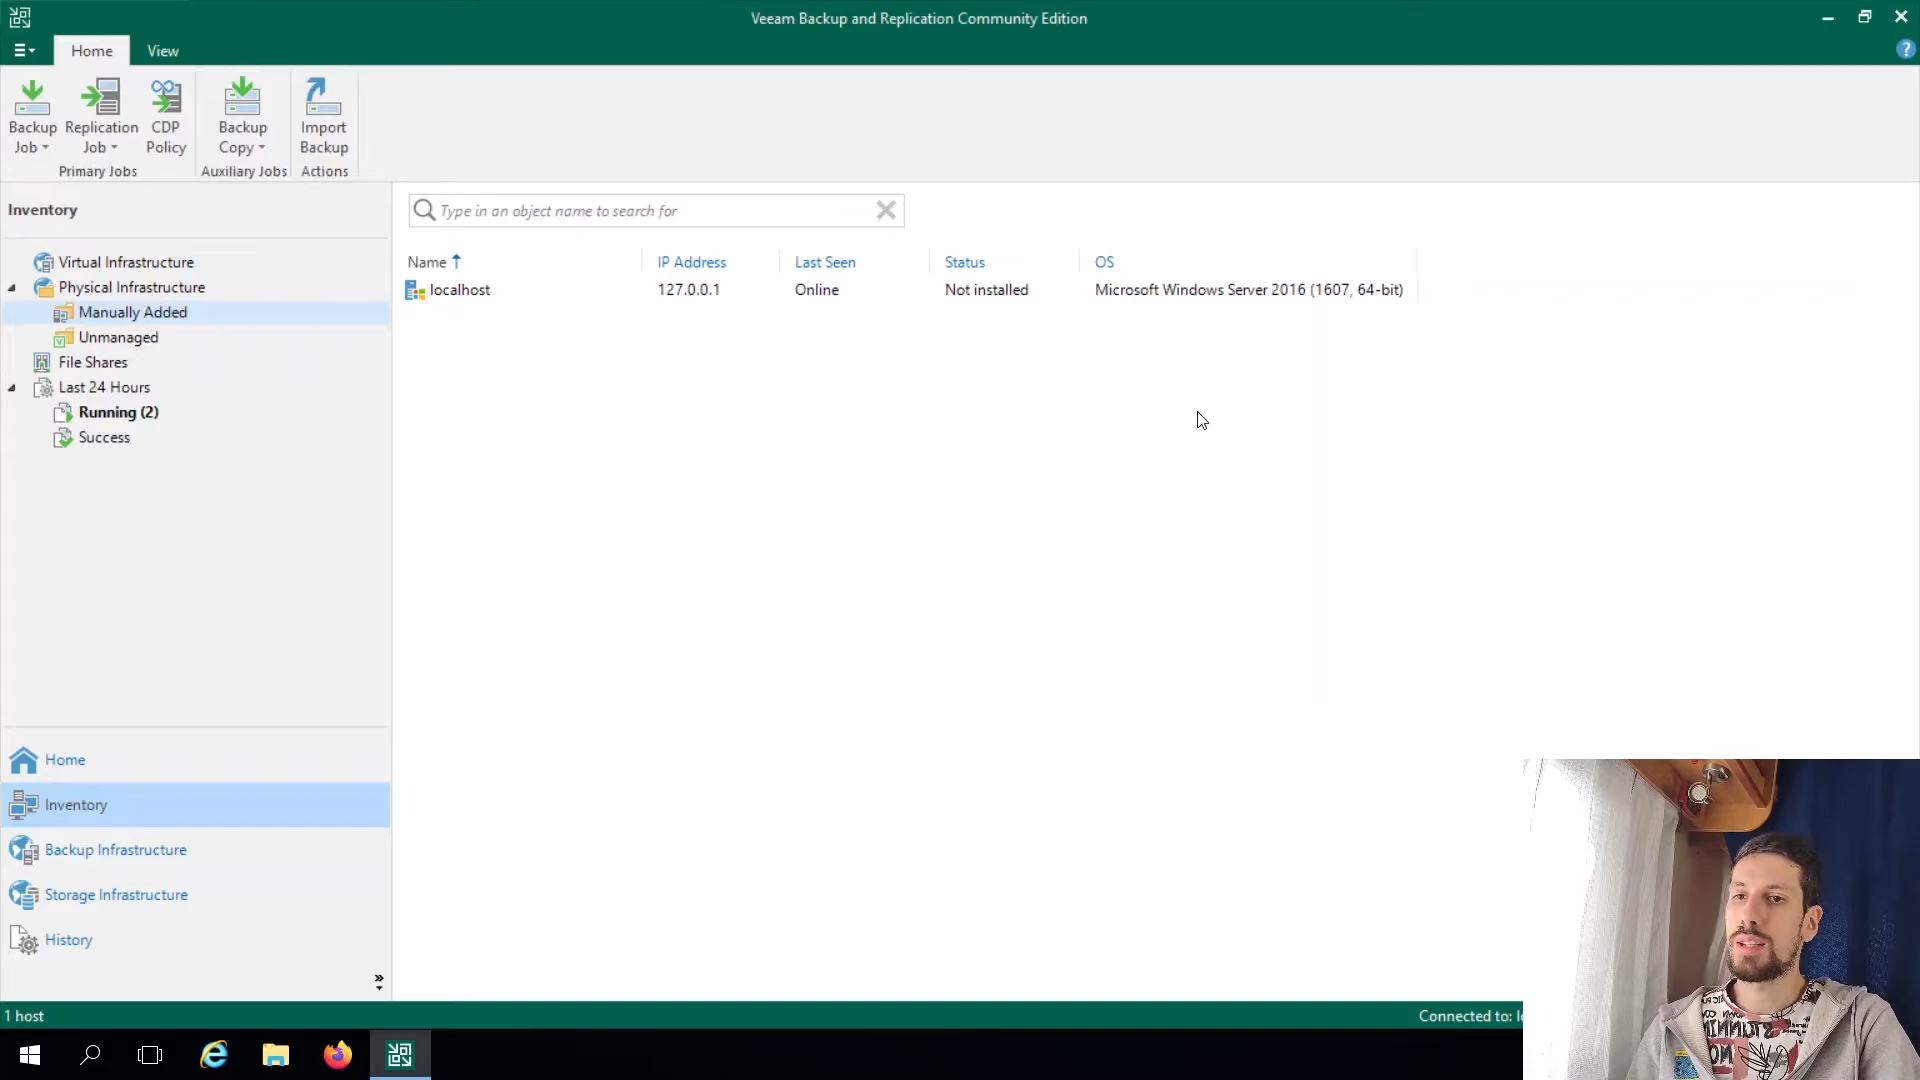 Veeam Backup and Replication Community Edition
Home
View
Backup Job
Replication Job
CDP Policy
Backup Copy
Import Backup
Primary Jobs
Auxiliary Jobs
Actions
Inventory
Type in an object name to search for
Virtual Infrastructure
Physical Infrastructure
Manually Added
Unmanaged
File Shares
Last 24 Hours
Running (2)
Success
Name
IP Address
Last Seen
Status
OS
localhost
127.0.0.1
Online
Not installed
Microsoft Windows Server 2016 (1607, 64-bit)
Home
Inventory
Backup Infrastructure
Storage Infrastructure
History
1 host
Connected to: